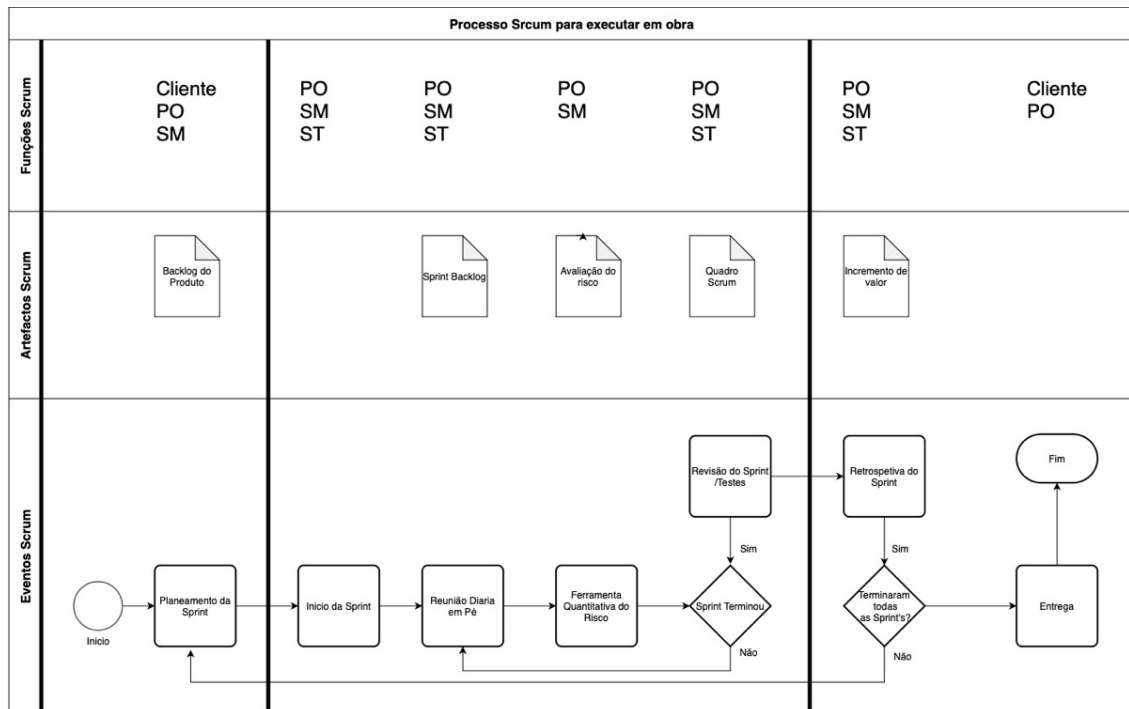 Processo Srcum para executar em obra
Funções Scrum
Cliente
PO
SM
PO
SM
ST
PO
SM
ST
PO
SM
PO
SM
ST
PO
SM
ST
Cliente
PO
Artefactos Scrum
Backlog do
Produto
Sprint Backlog
Avaliação do
risco
Quadro
Scrum
Incremento de
valor
Eventos Scrum
Revisão do Sprint
/Testes
Retrospetiva do
Sprint
Fim
Sim
Sim
Inicio
Planeamento da
Sprint
Inicio da Sprint
Reunião Diaria
em Pé
Ferramenta
Quantitativa do
Risco
Sprint Terminou
Terminaram
todas
as Sprint's?
Entrega
Não
Não